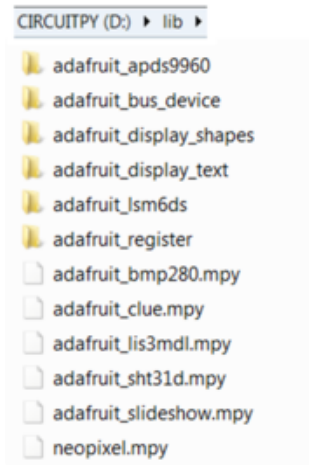 CIRCUITPY (D:) ▸ lib ▸
adafruit_apds9960
adafruit_bus_device
adafruit_display_shapes
adafruit_display_text
adafruit_lsm6ds
adafruit_register
adafruit_bmp280.mpy
adafruit_clue.mpy
adafruit_lis3mdl.mpy
adafruit_sht31d.mpy
adafruit_slideshow.mpy
neopixel.mpy